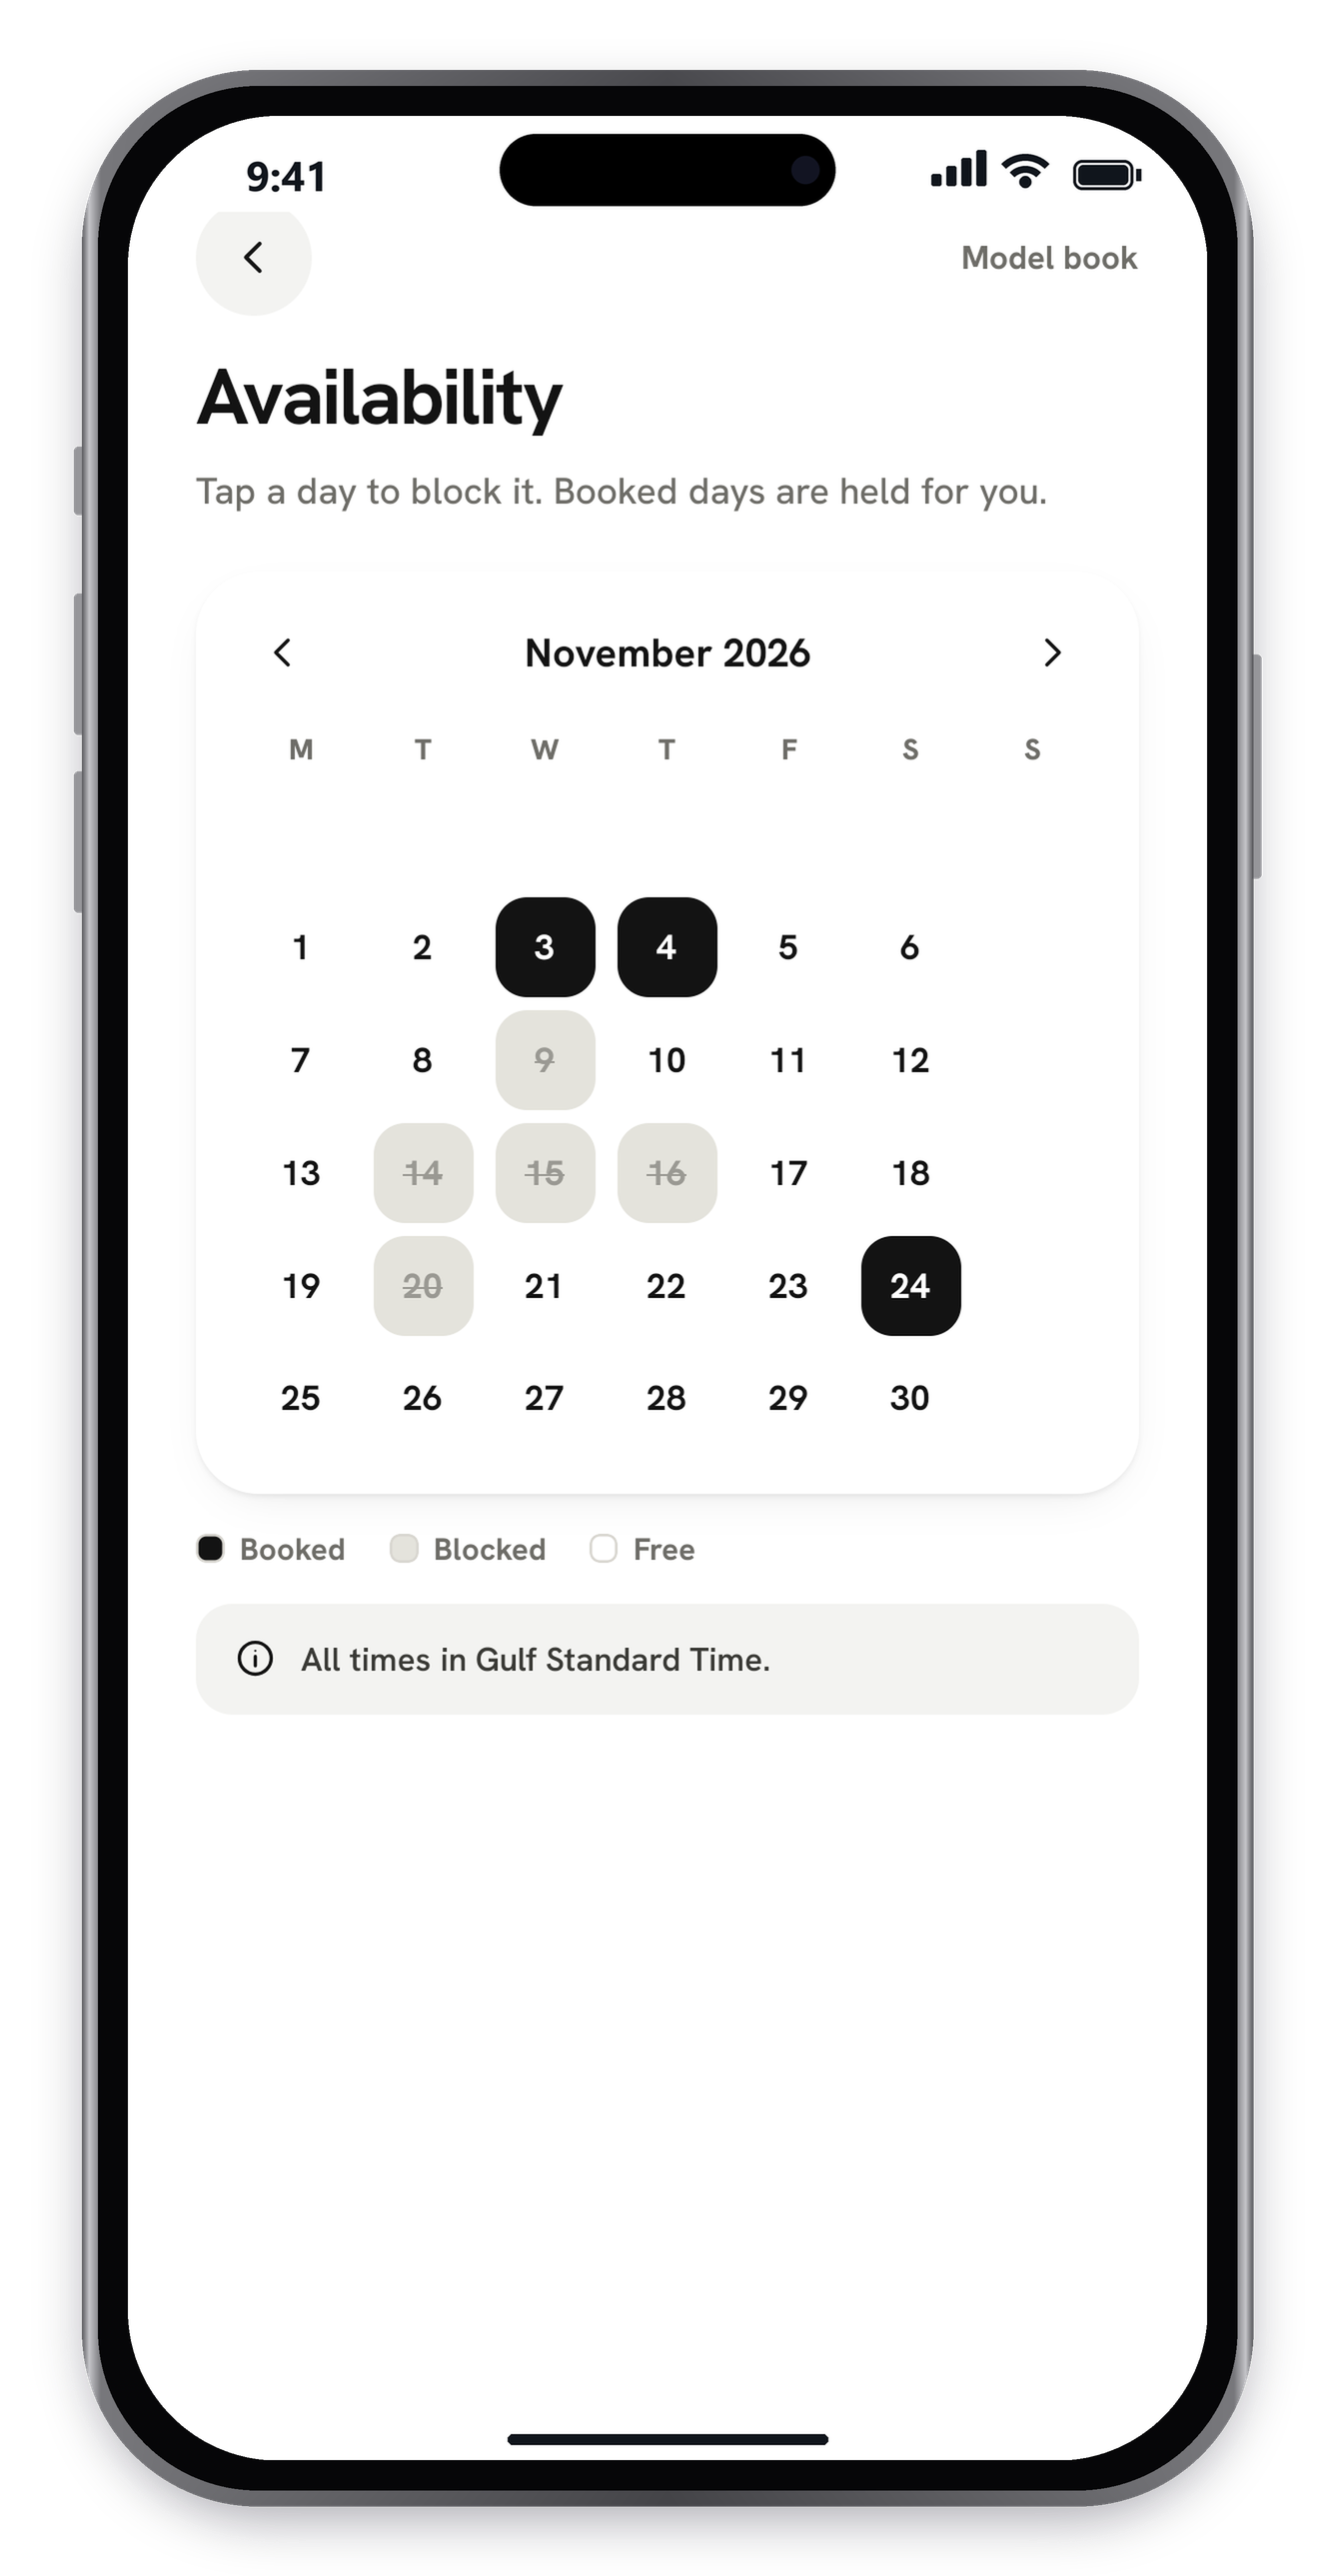 9:41
Model book
Availability
Tap a day to block it. Booked days are held for you.
November 2026
M T W T F S S
1 2 3 4 5 6
7 8 9 10 11 12
13 14 15 16 17 18
19 20 21 22 23 24
25 26 27 28 29 30
Booked Blocked Free
All times in Gulf Standard Time.